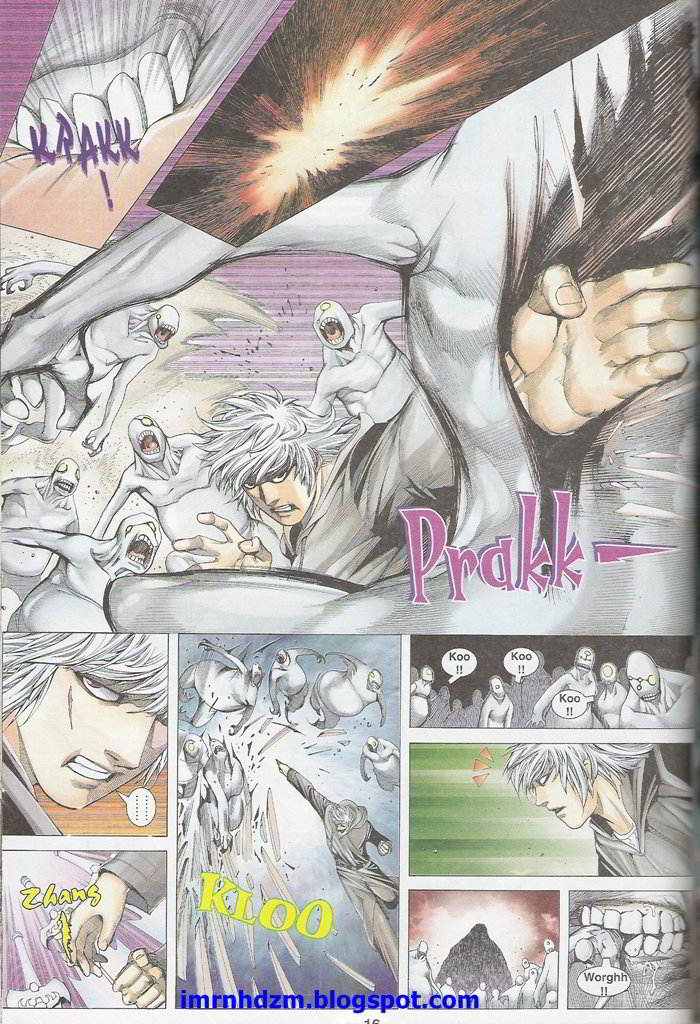 KRAKK!
Prakk—
Koo!!
Koo!!
Koo!!
........
KLOO
Zhang
Worghh!!
imrnhdzm.blogspot.com
16